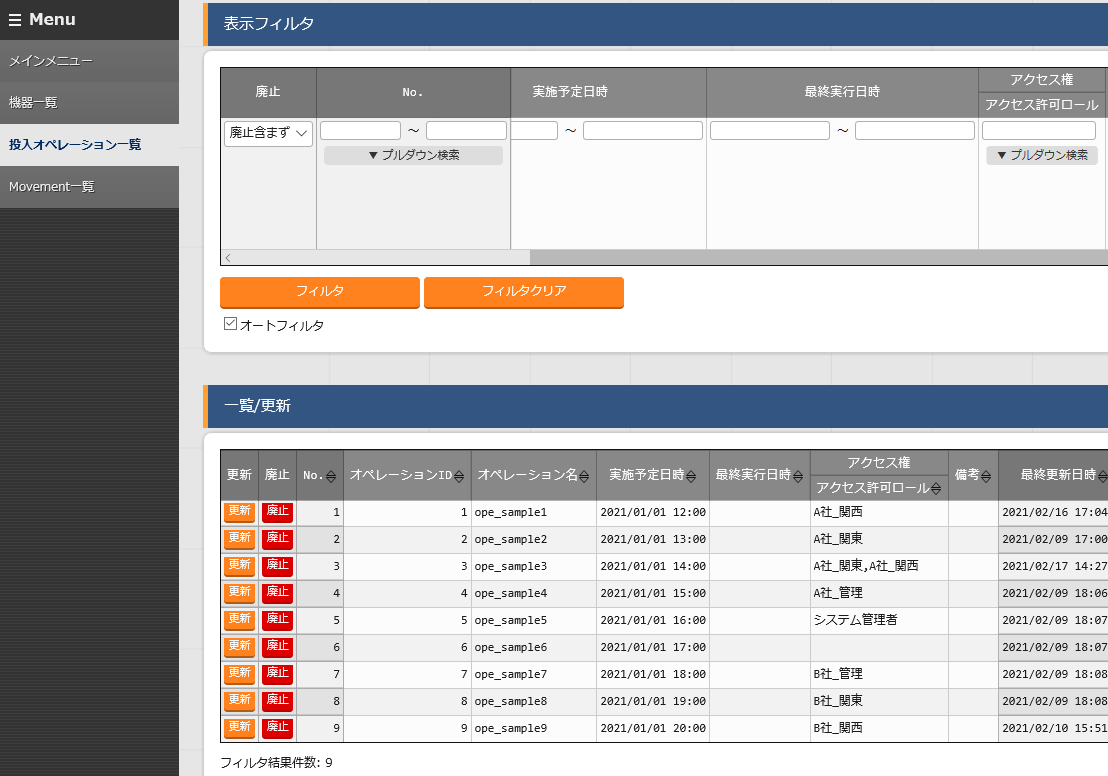 Menu
メインメニュー
機器一覧
投入オペレーション一覧
Movement一覧
表示フィルタ
廃止 No. 実施予定日時 最終実行日時 アクセス権
アクセス許可ロール
廃止含まず ～ ～ ～
▼プルダウン検索 ▼プルダウン検索
フィルタ フィルタクリア
オートフィルタ
一覧/更新
更新 廃止 No. オペレーションID オペレーション名 実施予定日時 最終実行日時 アクセス権 備考 最終更新日時
アクセス許可ロール
更新 廃止 1 1 ope_sample1 2021/01/01 12:00 A社_関西 2021/02/16 17:04
更新 廃止 2 2 ope_sample2 2021/01/01 13:00 A社_関東 2021/02/09 17:00
更新 廃止 3 3 ope_sample3 2021/01/01 14:00 A社_関東,A社_関西 2021/02/17 14:27
更新 廃止 4 4 ope_sample4 2021/01/01 15:00 A社_管理 2021/02/09 18:06
更新 廃止 5 5 ope_sample5 2021/01/01 16:00 システム管理者 2021/02/09 18:07
更新 廃止 6 6 ope_sample6 2021/01/01 17:00 2021/02/09 18:07
更新 廃止 7 7 ope_sample7 2021/01/01 18:00 B社_管理 2021/02/09 18:08
更新 廃止 8 8 ope_sample8 2021/01/01 19:00 B社_関東 2021/02/09 18:08
更新 廃止 9 9 ope_sample9 2021/01/01 20:00 B社_関西 2021/02/10 15:51
フィルタ結果件数: 9